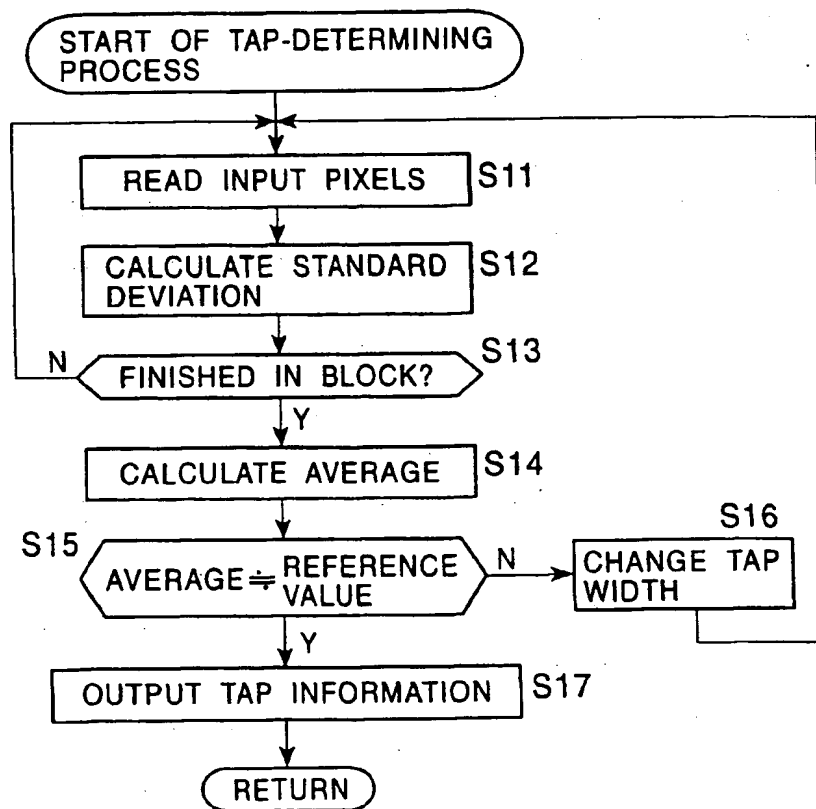 START OF TAP-DETERMINING
PROCESS
READ INPUT PIXELS
S11
CALCULATE STANDARD
DEVIATION
S12
N
FINISHED IN BLOCK?
S13
Y
CALCULATE AVERAGE
S14
S15
AVERAGE ≒ REFERENCE
VALUE
N
S16
CHANGE TAP
WIDTH
Y
OUTPUT TAP INFORMATION
S17
RETURN